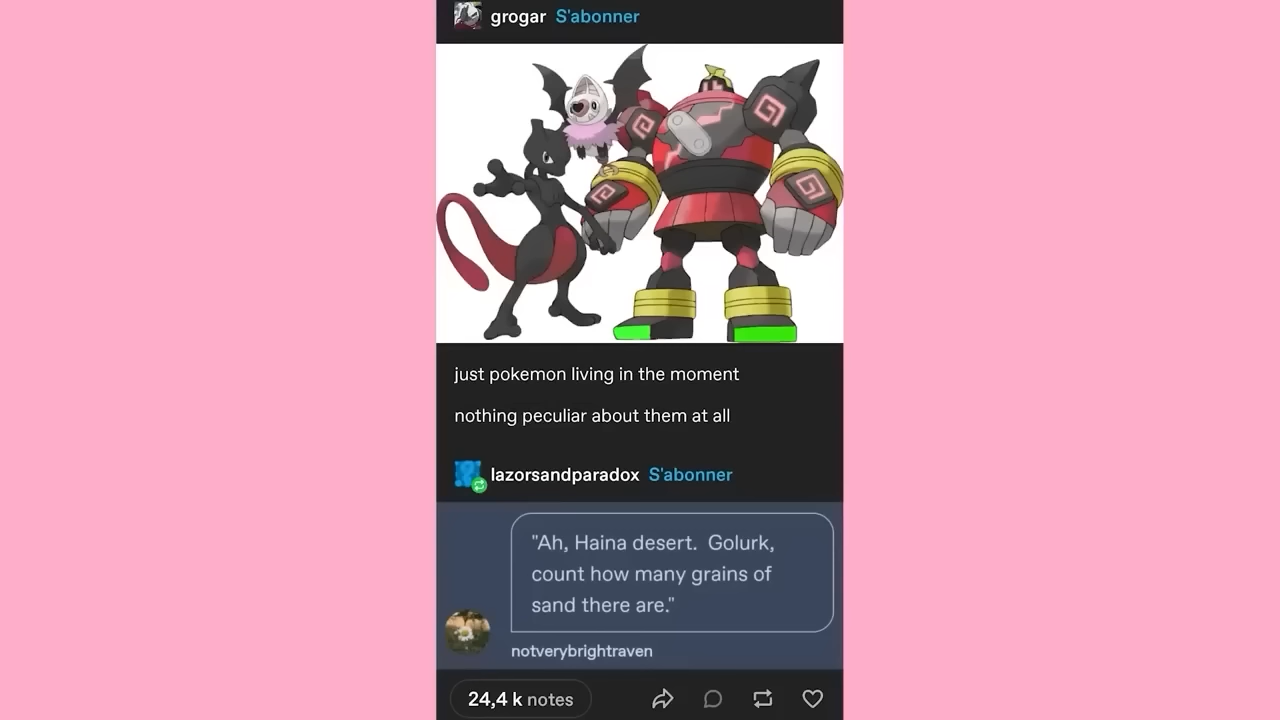 grogar S'abonner
just pokemon living in the moment
nothing peculiar about them at all
lazorsandparadox S'abonner
"Ah, Haina desert.  Golurk,
count how many grains of
sand there are."
notverybrightraven
24,4 k notes